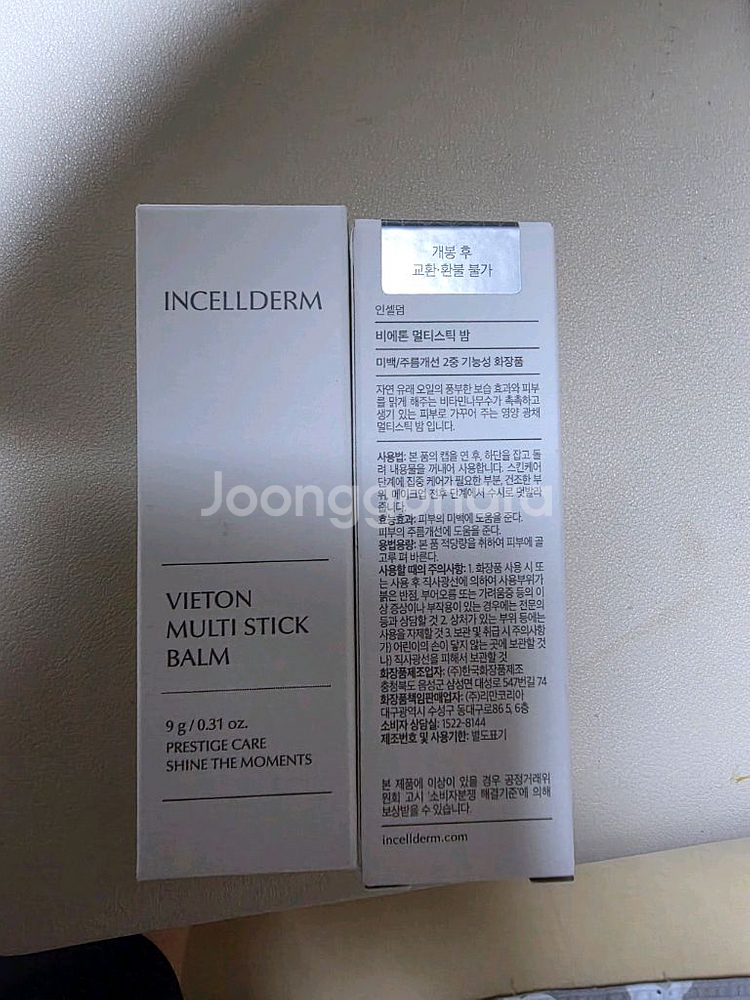 INCELLDERM
VIETON
MULTI STICK
BALM
9 g / 0.31 oz.
PRESTIGE CARE
SHINE THE MOMENTS
개봉 후
교환·환불 불가
인셀덤
비에톤 멀티스틱 밤
미백/주름개선 2중 기능성 화장품
자연 유래 오일의 풍부한 보습 효과와 피부
를 맑게 해주는 비타민나무수가 촉촉하고
생기 있는 피부로 가꾸어 주는 영양 광채
멀티스틱 밤 입니다.
사용법: 본 품의 캡을 연 후, 하단을 잡고 돌
려 내용물을 꺼내어 사용합니다. 스킨케어
단계에 집중 케어가 필요한 부분, 건조한 부
위, 메이크업 전후 단계에서 수시로 덧발라
줍니다.
효능효과: 피부의 미백에 도움을 준다.
피부의 주름개선에 도움을 준다.
용법용량: 본 품 적당량을 취하여 피부에 골
고루 펴 바른다.
사용할 때의 주의사항: 1. 화장품 사용 시 또
는 사용 후 직사광선에 의하여 사용부위가
붉은 반점, 부어오름 또는 가려움증 등의 이
상 증상이나 부작용이 있는 경우에는 전문의
등과 상담할 것 2. 상처가 있는 부위 등에는
사용을 자제할 것 3. 보관 및 취급 시 주의사항
가) 어린이의 손이 닿지 않는 곳에 보관할 것
나) 직사광선을 피해서 보관할 것
화장품제조업자: (주)한국화장품제조
충청북도 음성군 삼성면 대성로 547번길 74
화장품책임판매업자: (주)리만코리아
대구광역시 수성구 동대구로86 5, 6층
소비자 상담실: 1522-8144
제조번호 및 사용기한: 별도표기
본 제품에 이상이 있을 경우 공정거래위
원회 고시 '소비자분쟁 해결기준'에 의해
보상받을 수 있습니다.
incellderm.com
Joonggonara